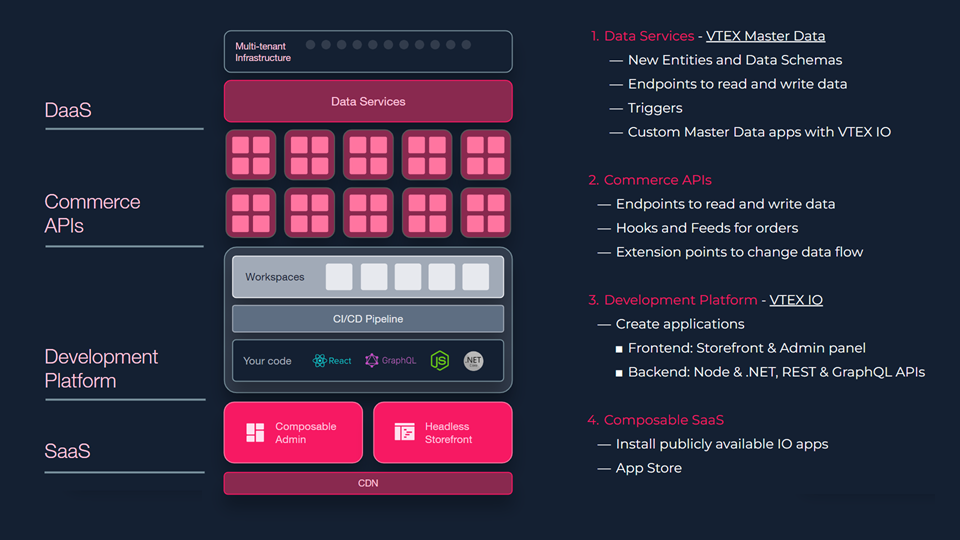 Multi-tenant
Infrastructure
DaaS
Data Services
Commerce
APIs
Workspaces
CI/CD Pipeline
Your code
React
GraphQL
JS
.NET
Development
Platform
Composable
Admin
Headless
Storefront
SaaS
CDN
1. Data Services - VTEX Master Data
— New Entities and Data Schemas
— Endpoints to read and write data
— Triggers
— Custom Master Data apps with VTEX IO
2. Commerce APIs
— Endpoints to read and write data
— Hooks and Feeds for orders
— Extension points to change data flow
3. Development Platform - VTEX IO
— Create applications
■ Frontend: Storefront & Admin panel
■ Backend: Node & .NET, REST & GraphQL APIs
4. Composable SaaS
— Install publicly available IO apps
— App Store